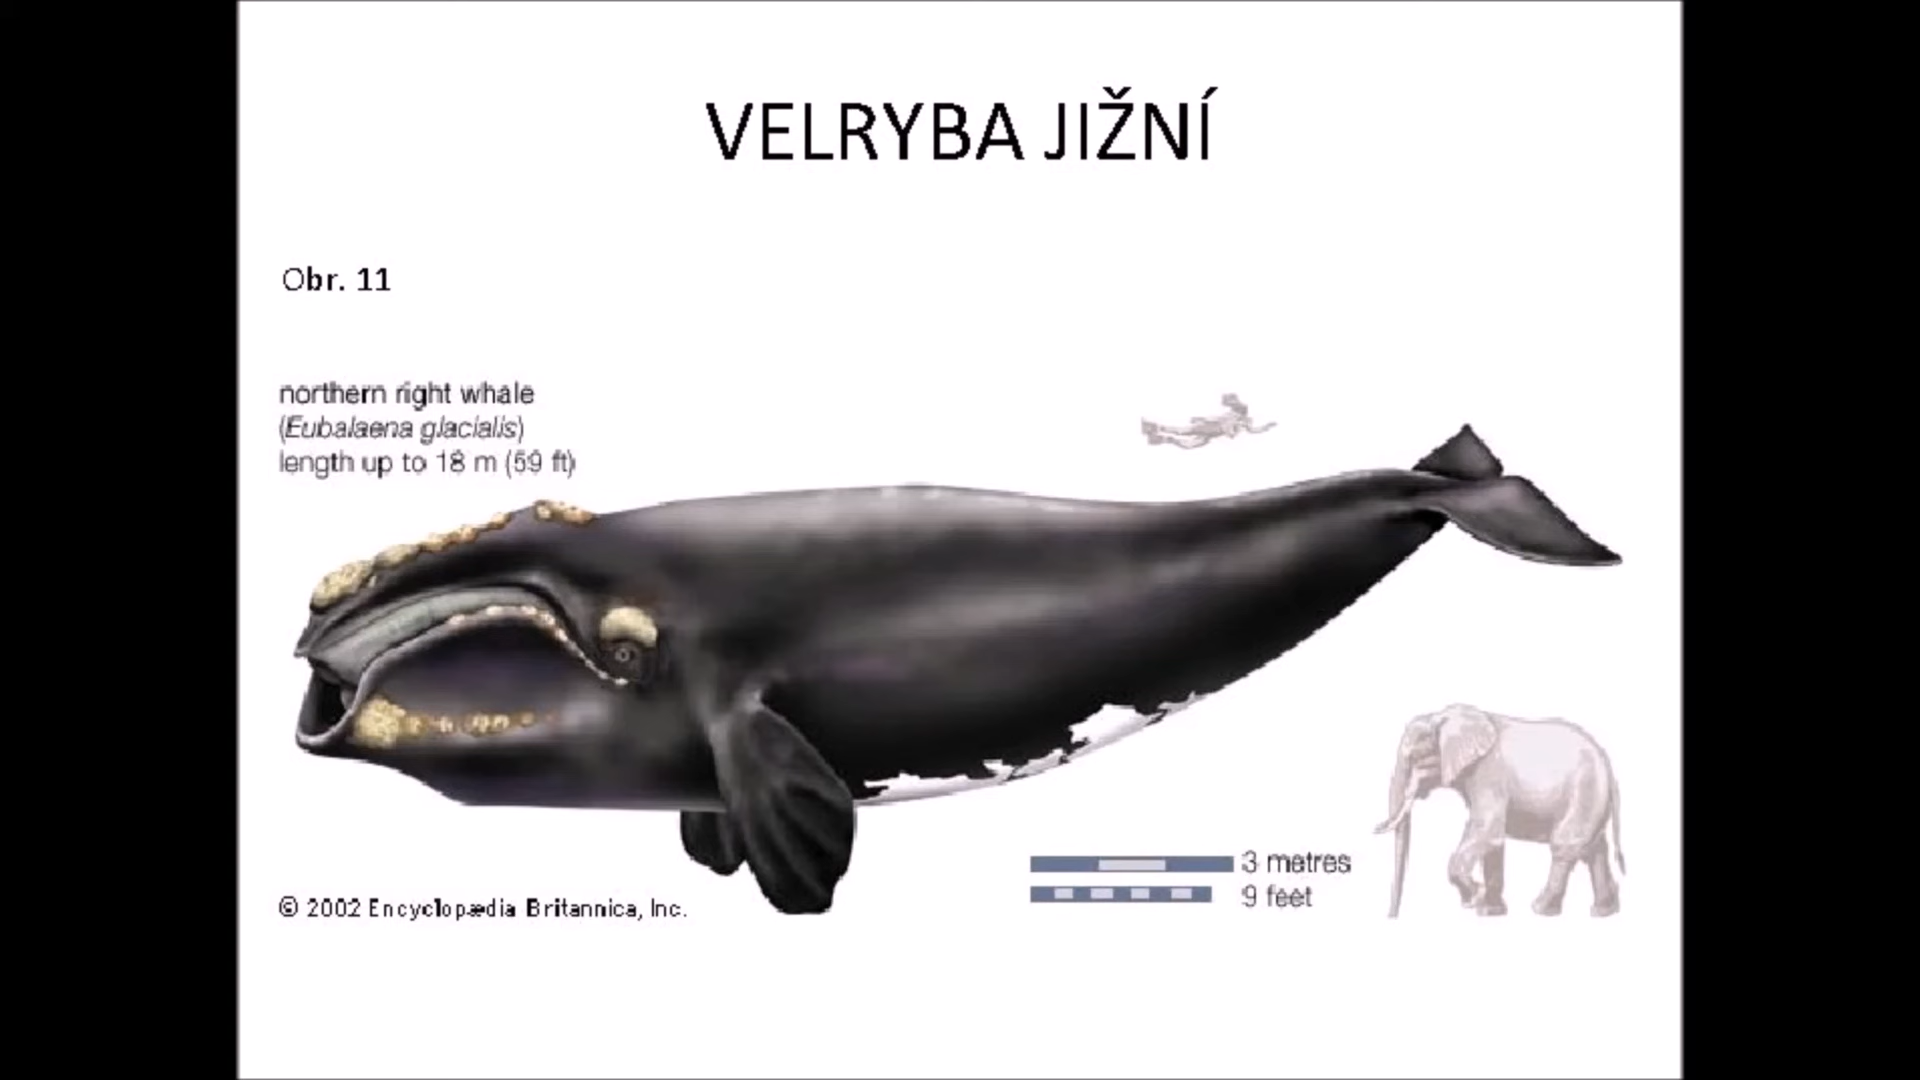 VELRYBA JIŽNÍ
Obr. 11
northern right whale
(Eubalaena glacialis)
length up to 18 m (59 ft)
3 metres
9 feet
© 2002 Encyclopædia Britannica, Inc.